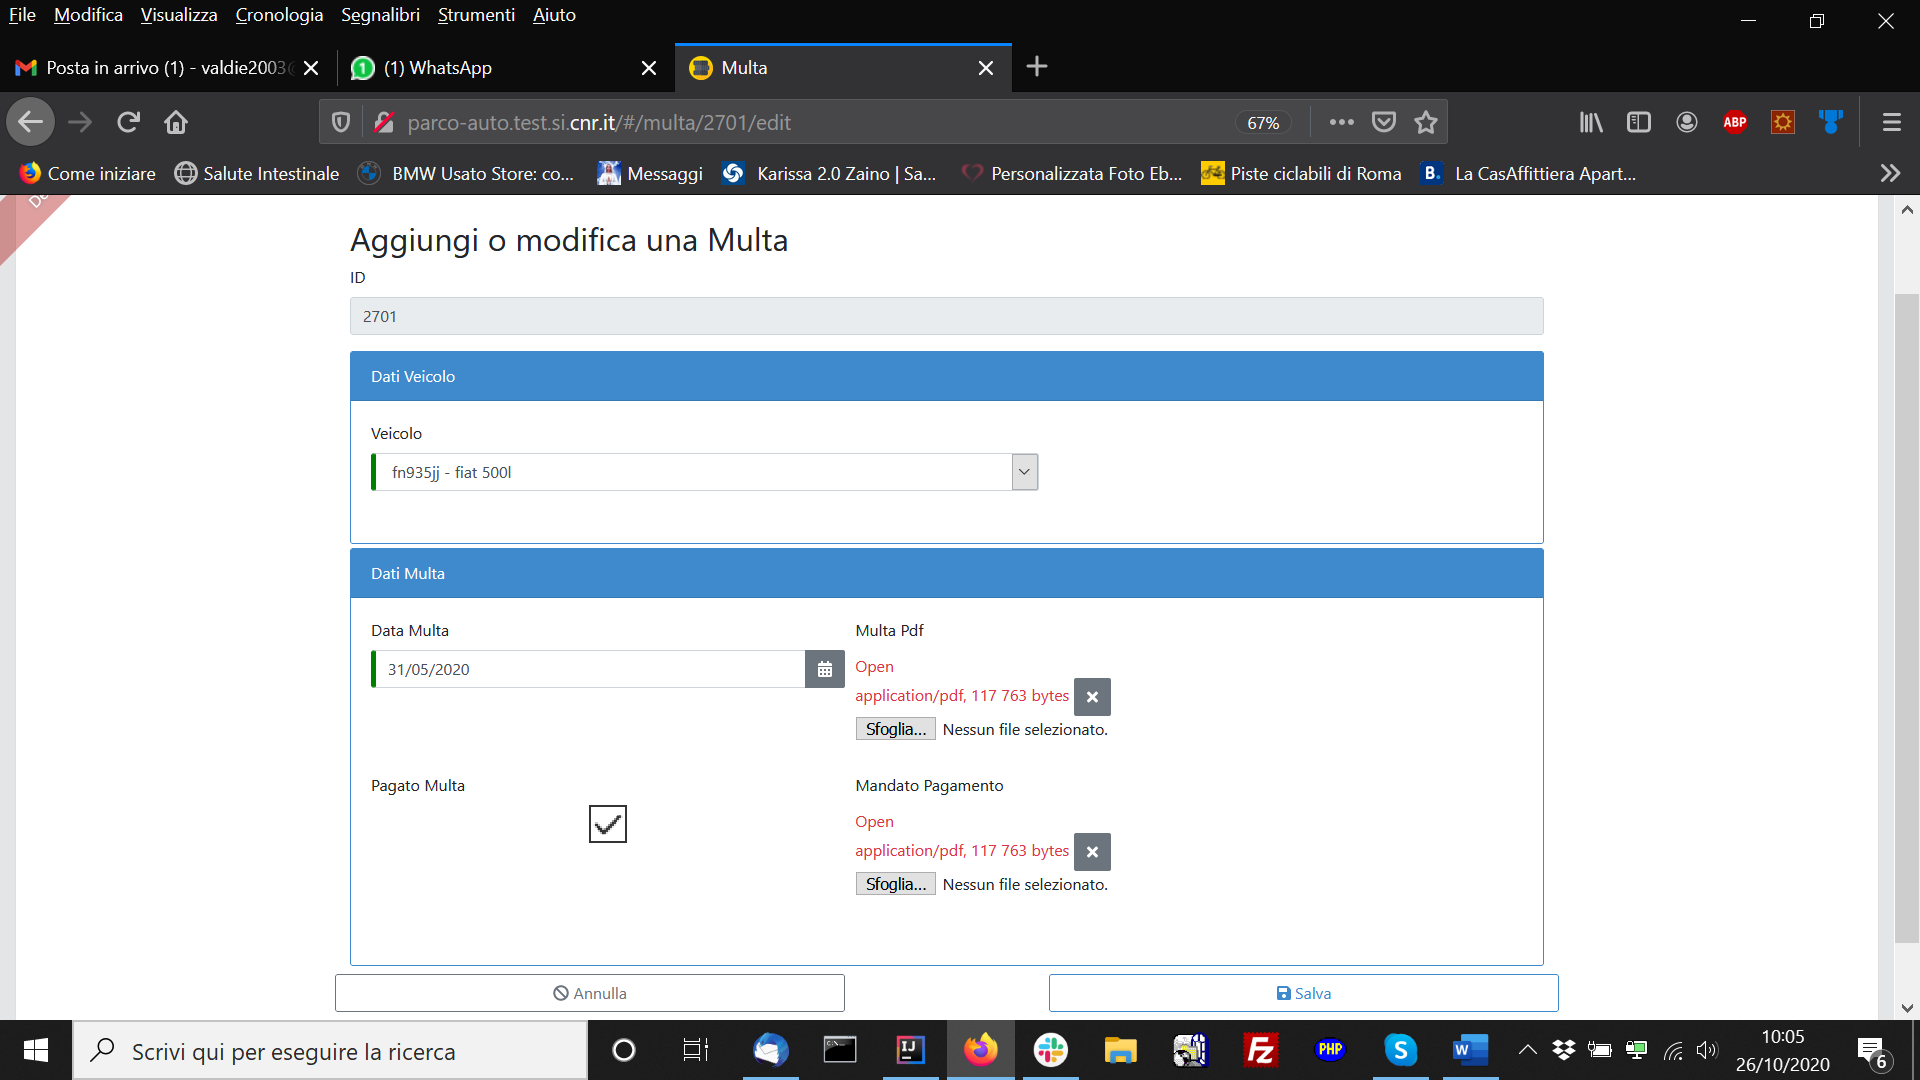 File Modifica Visualizza Cronologia Segnalibri Strumenti Aiuto
Posta in arrivo (1) - valdie2003@
(1) WhatsApp
Multa
parco-auto.test.si.cnr.it/#/multa/2701/edit
67%
ABP
Come iniziare
Salute Intestinale
BMW Usato Store: co...
Messaggi
Karissa 2.0 Zaino | Sa...
Personalizzata Foto Eb...
Piste ciclabili di Roma
B.
La CasAffittiera Apart...
Aggiungi o modifica una Multa
ID
2701
Dati Veicolo
Veicolo
fn935jj - fiat 500l
Dati Multa
Data Multa
31/05/2020
Multa Pdf
Open
application/pdf, 117 763 bytes
Sfoglia... Nessun file selezionato.
Pagato Multa
Mandato Pagamento
Open
application/pdf, 117 763 bytes
Sfoglia... Nessun file selezionato.
Annulla
Salva
Scrivi qui per eseguire la ricerca
IJ
FZ
PHP
S
W
10:05
26/10/2020
6